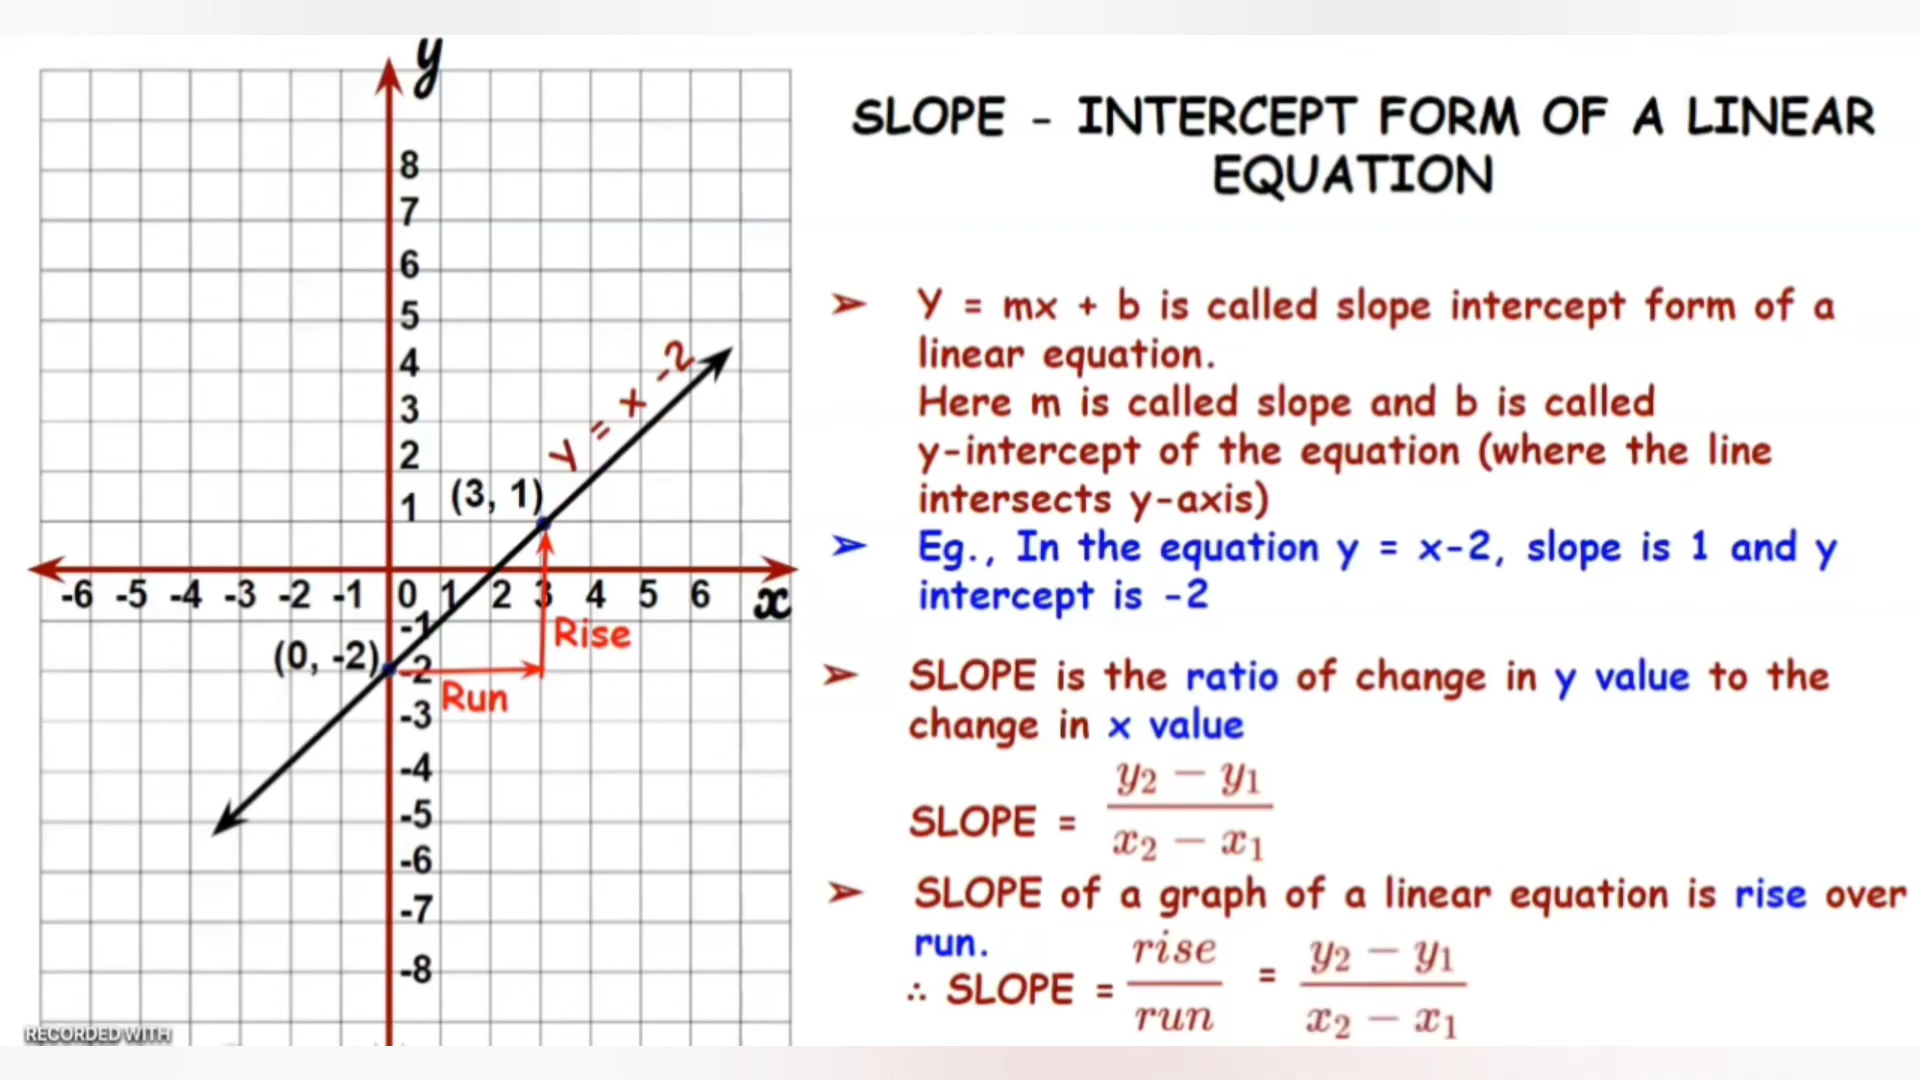 y
8
7
6
5
4
3
2
1
Y = x -2
(3, 1)
-6 -5 -4 -3 -2 -1 0 1 2 3 4 5 6
x
-1
Rise
(0, -2)
-2
Run
-3
-4
-5
-6
-7
-8
RECORDED WITH
SLOPE - INTERCEPT FORM OF A LINEAR
EQUATION
➢ Y = mx + b is called slope intercept form of a
linear equation.
Here m is called slope and b is called
y-intercept of the equation (where the line
intersects y-axis)
➢ Eg., In the equation y = x-2, slope is 1 and y
intercept is -2
➢ SLOPE is the ratio of change in y value to the
change in x value
y₂ − y₁
SLOPE =
x₂ − x₁
➢ SLOPE of a graph of a linear equation is rise over
run.
rise y₂ − y₁
∴ SLOPE = =
run x₂ − x₁